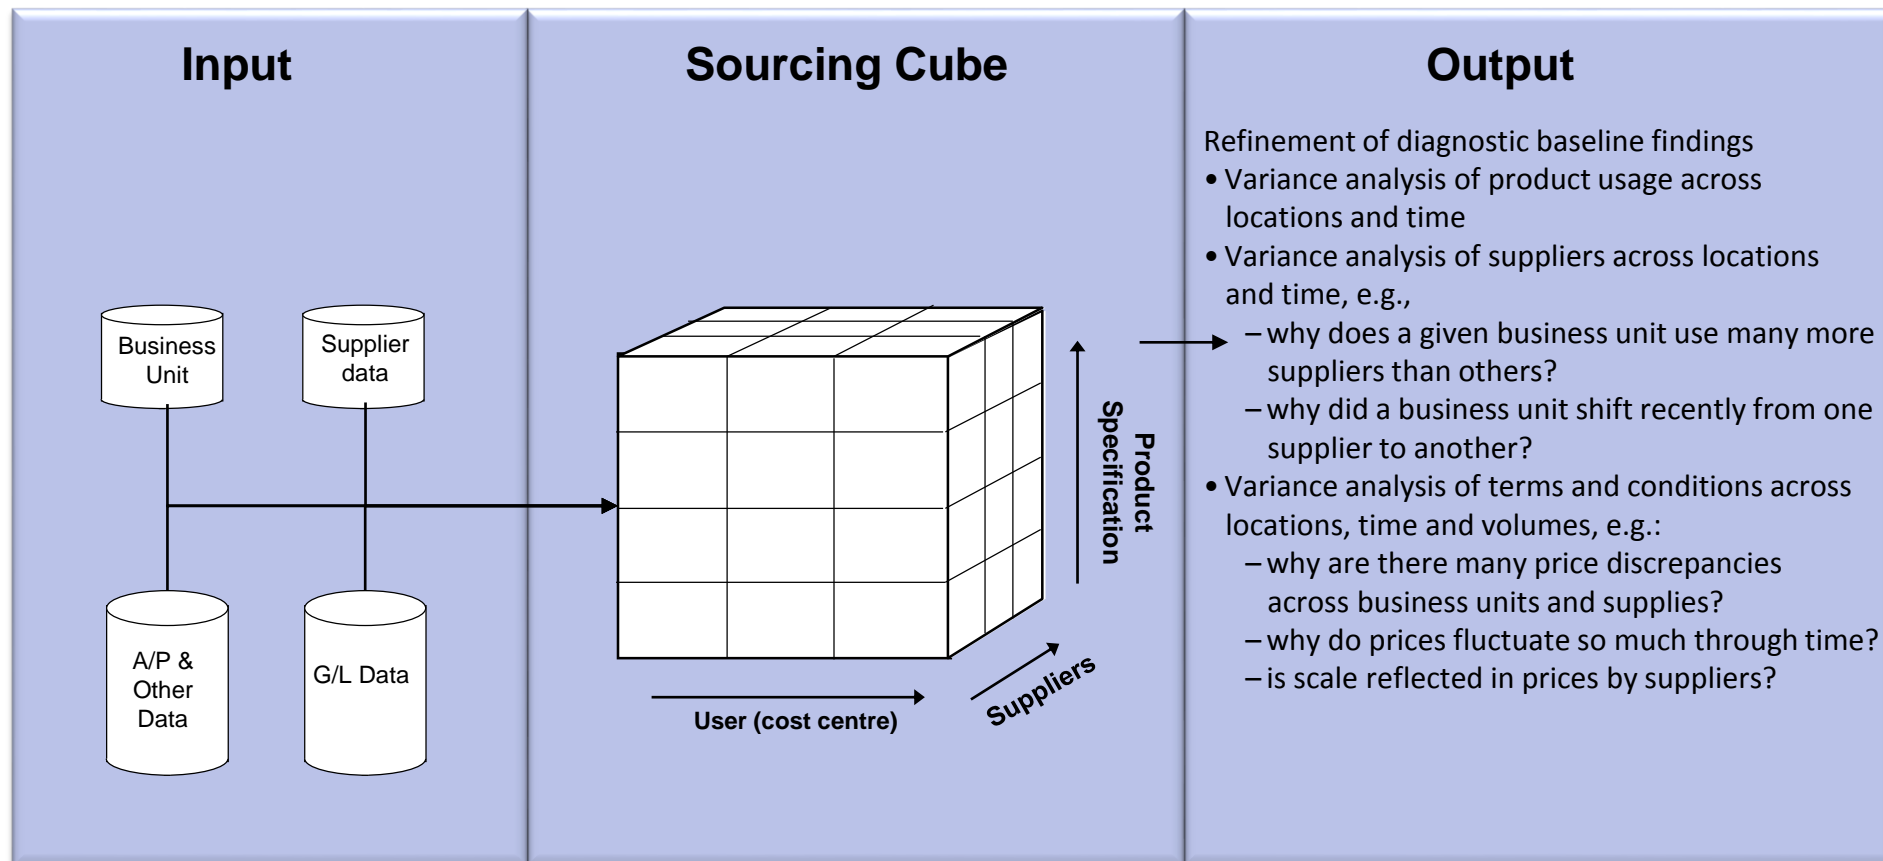 Input
Business
Unit
Supplier
data
A/P &
Other
Data
G/L Data
Sourcing Cube
Product
Specification
Suppliers
User (cost centre)
Output
Refinement of diagnostic baseline findings
• Variance analysis of product usage across
locations and time
• Variance analysis of suppliers across locations
and time, e.g.,
– why does a given business unit use many more
suppliers than others?
– why did a business unit shift recently from one
supplier to another?
• Variance analysis of terms and conditions across
locations, time and volumes, e.g.:
– why are there many price discrepancies
across business units and supplies?
– why do prices fluctuate so much through time?
– is scale reflected in prices by suppliers?